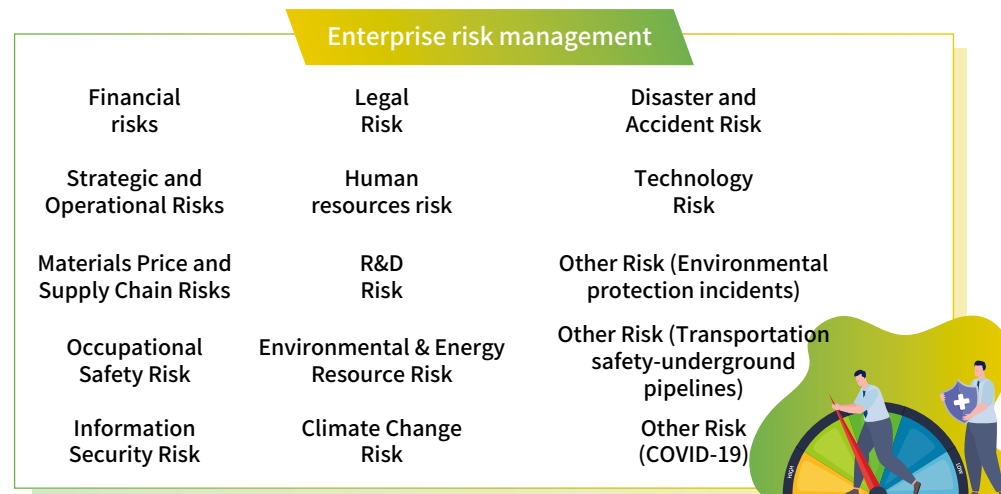 Enterprise risk management
Financial
risks
Legal
Risk
Disaster and
Accident Risk
Strategic and
Operational Risks
Human
resources risk
Technology
Risk
Materials Price and
Supply Chain Risks
R&D
Risk
Other Risk (Environmental
protection incidents)
Occupational
Safety Risk
Environmental & Energy
Resource Risk
Other Risk (Transportation
safety-underground
pipelines)
Information
Security Risk
Climate Change
Risk
Other Risk
(COVID-19)
HIGH
LOW